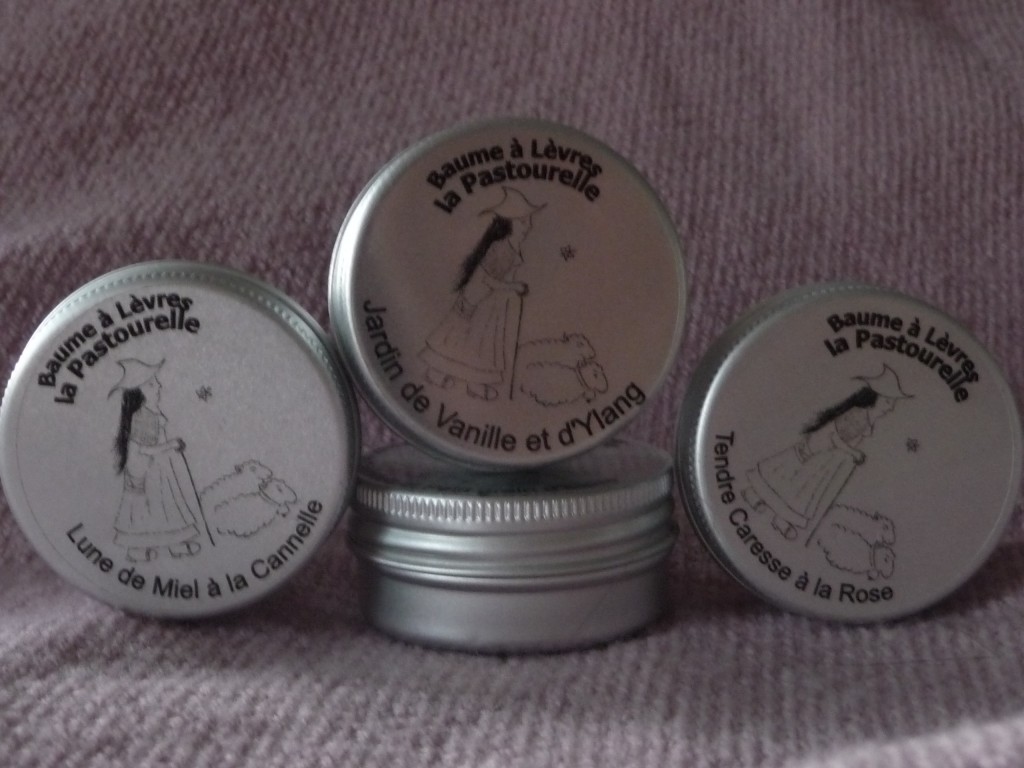 Baume à Lèvres
la Pastourelle
Lune de Miel à la Cannelle
Baume à Lèvres
la Pastourelle
Jardin de Vanille et d'Ylang
Baume à Lèvres
la Pastourelle
Tendre Caresse à la Rose